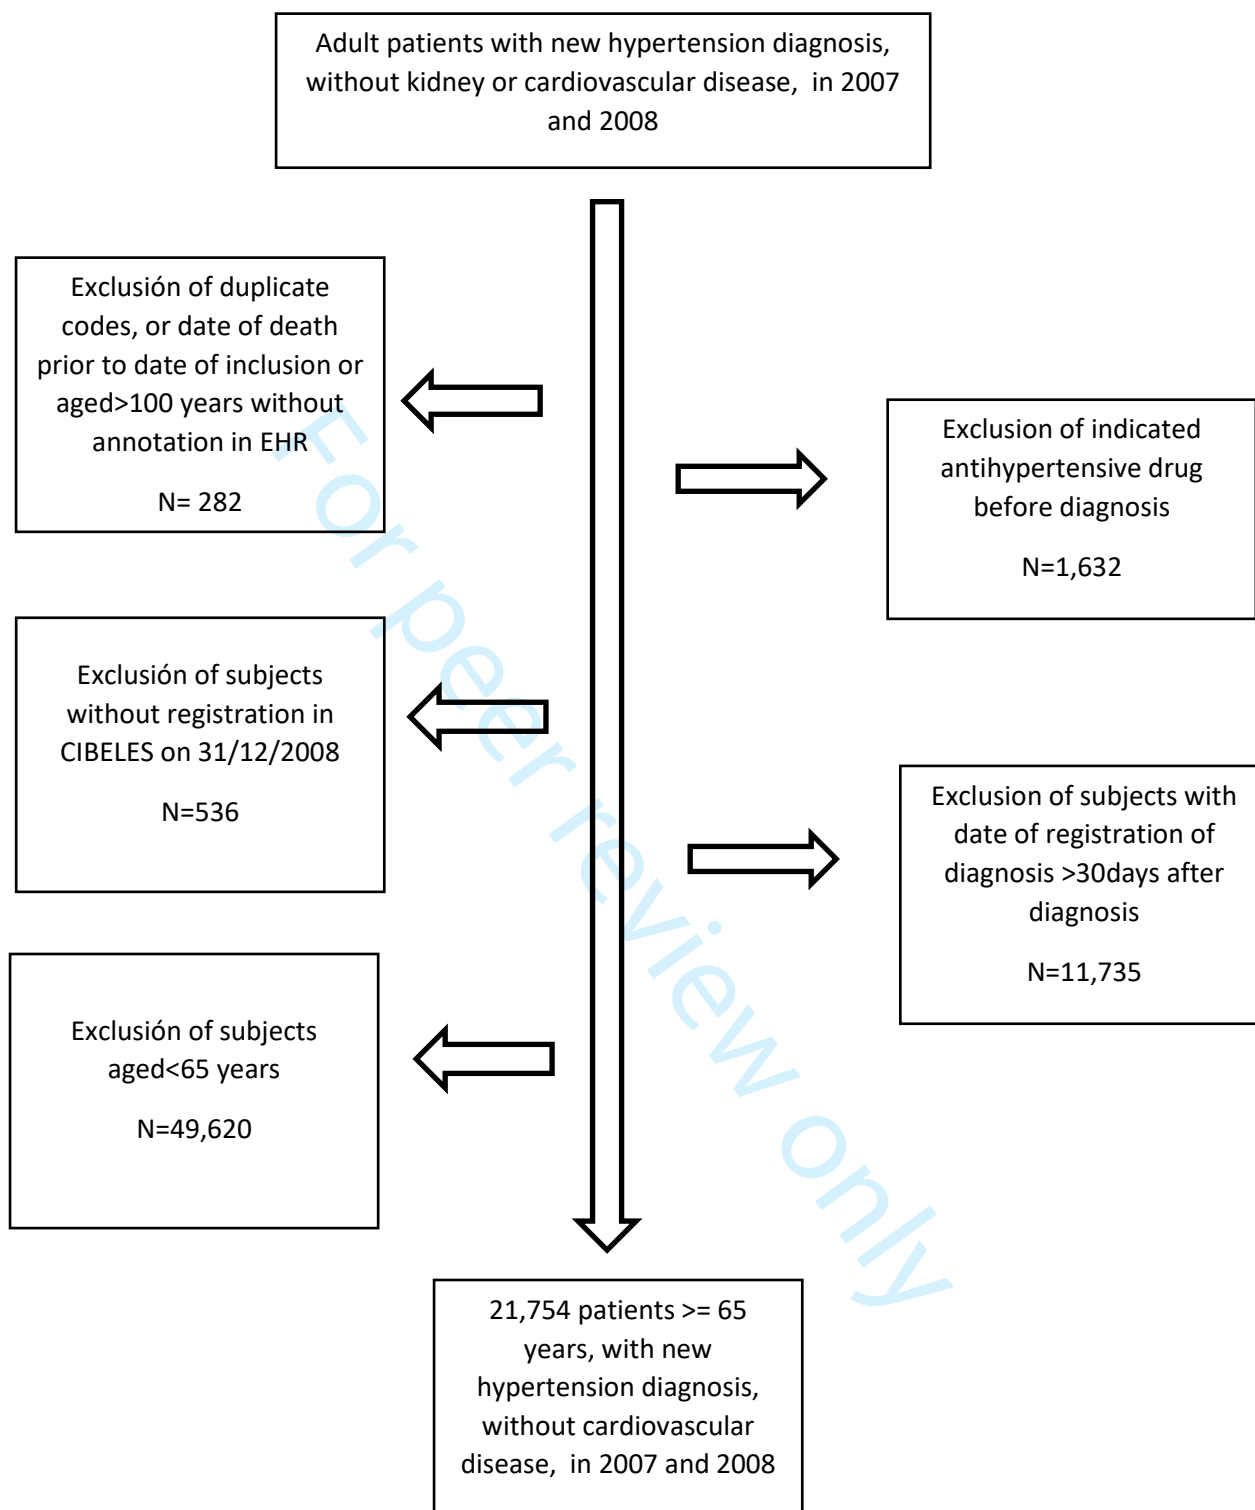 Adult patients with new hypertension diagnosis,
without kidney or cardiovascular disease, in 2007
and 2008
Exclusión of duplicate
codes, or date of death
prior to date of inclusion or
aged>100 years without
annotation in EHR
N= 282
Exclusion of indicated
antihypertensive drug
before diagnosis
N=1,632
Exclusión of subjects
without registration in
CIBELES on 31/12/2008
N=536
Exclusion of subjects with
date of registration of
diagnosis >30days after
diagnosis
N=11,735
Exclusión of subjects
aged<65 years
N=49,620
21,754 patients >= 65
years, with new
hypertension diagnosis,
without cardiovascular
disease, in 2007 and 2008
For peer review only